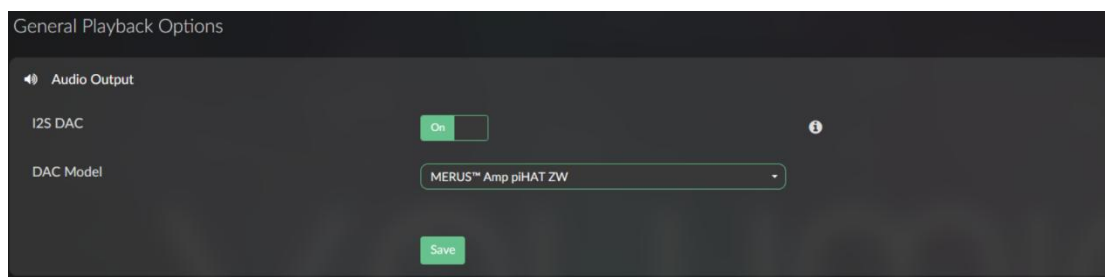 General Playback Options
Audio Output
I2S DAC
On
DAC Model
MERUS™ Amp piHAT ZW
Save